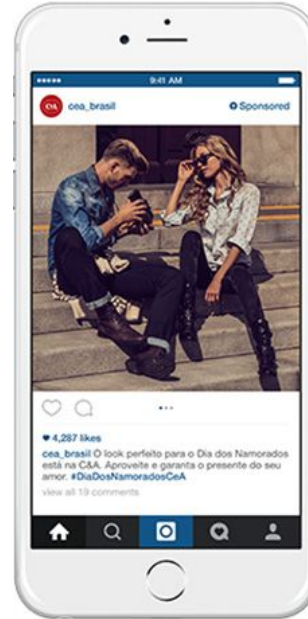 9:41 AM
C&A cea_brasil Sponsored
4,287 likes
cea_brasil O look perfeito para o Dia dos Namorados
está na C&A. Aproveite e garanta o presente do seu
amor. #DiaDosNamoradosCeA
view all 19 comments